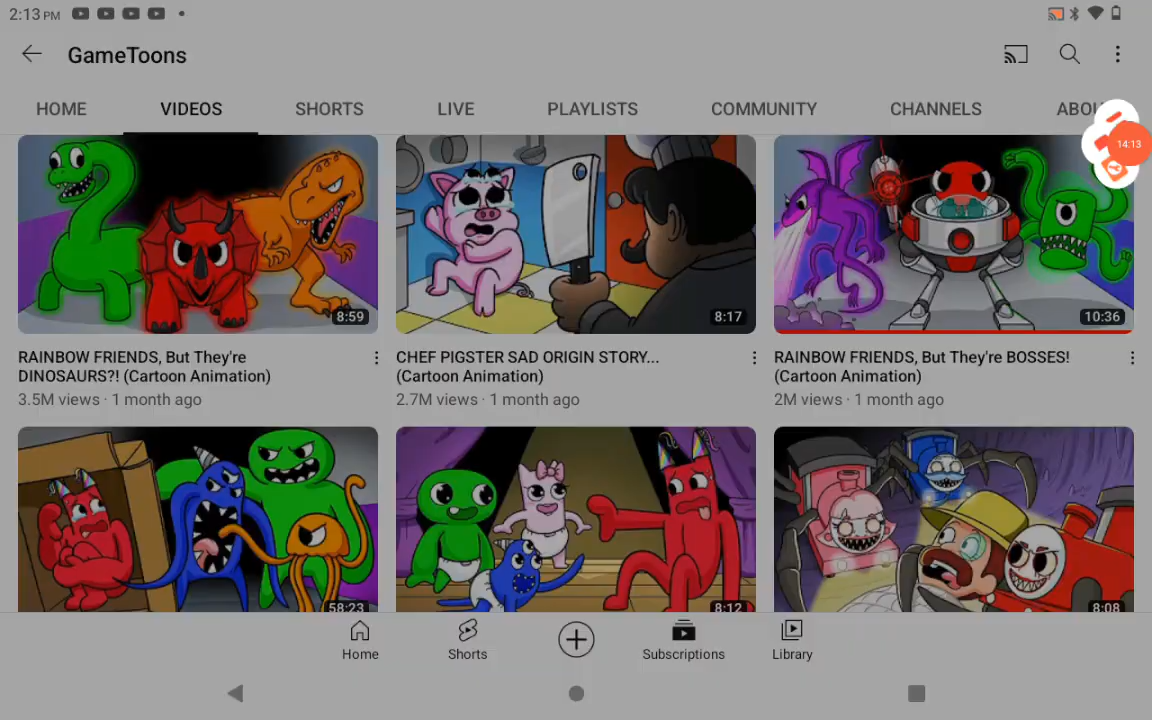 2:13 PM
GameToons
HOME
VIDEOS
SHORTS
LIVE
PLAYLISTS
COMMUNITY
CHANNELS
ABOU
14:13
8:59
8:17
10:36
RAINBOW FRIENDS, But They're
DINOSAURS?! (Cartoon Animation)
3.5M views · 1 month ago
CHEF PIGSTER SAD ORIGIN STORY...
(Cartoon Animation)
2.7M views · 1 month ago
RAINBOW FRIENDS, But They're BOSSES!
(Cartoon Animation)
2M views · 1 month ago
58:23
8:12
8:08
Home
Shorts
Subscriptions
Library